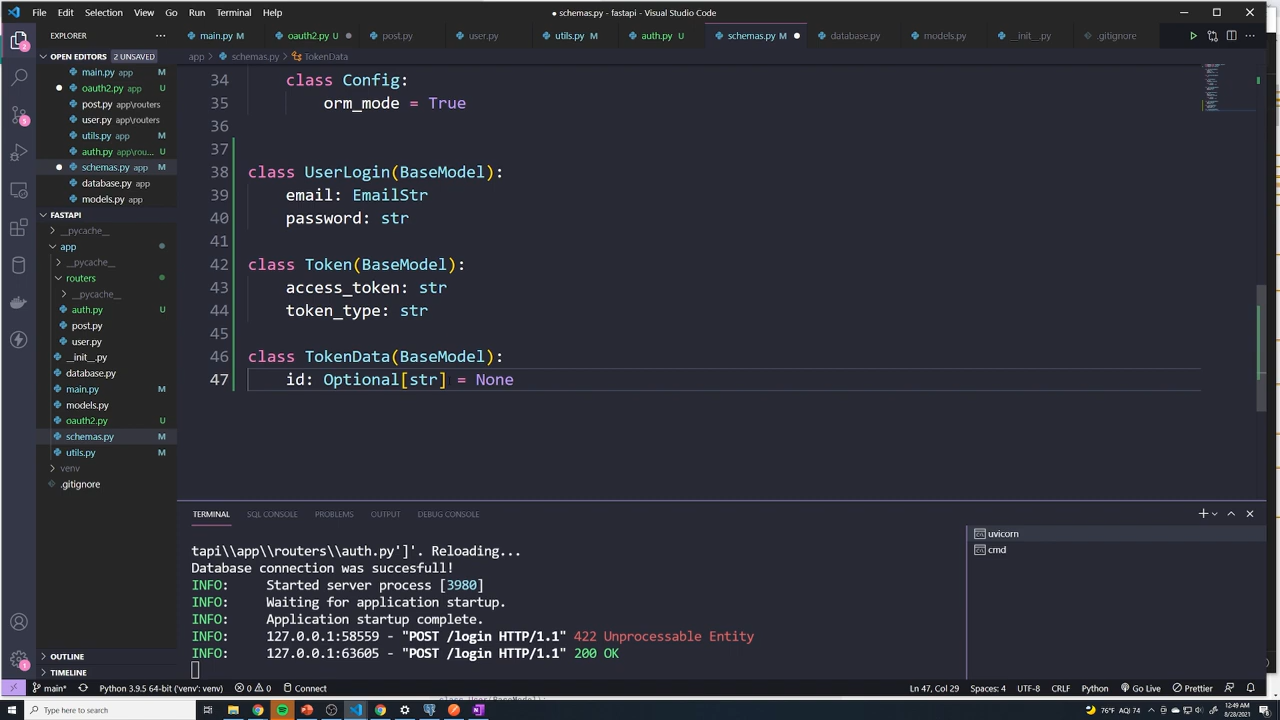 File Edit Selection View Go Run Terminal Help
● schemas.py - fastapi - Visual Studio Code
EXPLORER ···
main.py M
oauth2.py U
post.py
user.py
utils.py M
auth.py U
schemas.py M
database.py
models.py
__init__.py
.gitignore
OPEN EDITORS 2 UNSAVED
app > schemas.py > TokenData
main.py app M
oauth2.py app U
post.py app\routers
user.py app\routers
utils.py app M
auth.py app\rou... U
schemas.py app M
database.py app
models.py app
FASTAPI
__pycache__
app
__pycache__
routers
__pycache__
auth.py U
post.py
user.py
__init__.py
database.py
main.py M
models.py
oauth2.py U
schemas.py M
utils.py M
venv
.gitignore
OUTLINE
TIMELINE
34 class Config:
35 orm_mode = True
36
37
38 class UserLogin(BaseModel):
39 email: EmailStr
40 password: str
41
42 class Token(BaseModel):
43 access_token: str
44 token_type: str
45
46 class TokenData(BaseModel):
47 id: Optional[str] = None
TERMINAL SQL CONSOLE PROBLEMS OUTPUT DEBUG CONSOLE
uvicorn
cmd
tapi\\app\\routers\\auth.py']'. Reloading...
Database connection was succesfull!
INFO: Started server process [3980]
INFO: Waiting for application startup.
INFO: Application startup complete.
INFO: 127.0.0.1:58559 - "POST /login HTTP/1.1" 422 Unprocessable Entity
INFO: 127.0.0.1:63605 - "POST /login HTTP/1.1" 200 OK
main* Python 3.9.5 64-bit ('venv': venv) 0 0 Connect Ln 47, Col 29 Spaces: 4 UTF-8 CRLF Python Go Live Prettier
Type here to search
76°F AQI 74
12:49 AM
8/28/2021